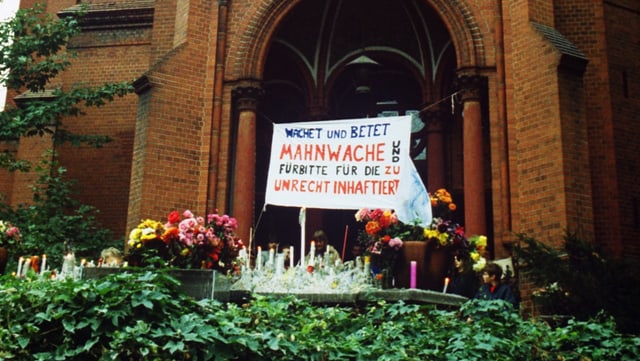 WACHET UND BETET
MAHNWACHE UND
FÜRBITTE FÜR DIE ZU
UNRECHT INHAFTIERT